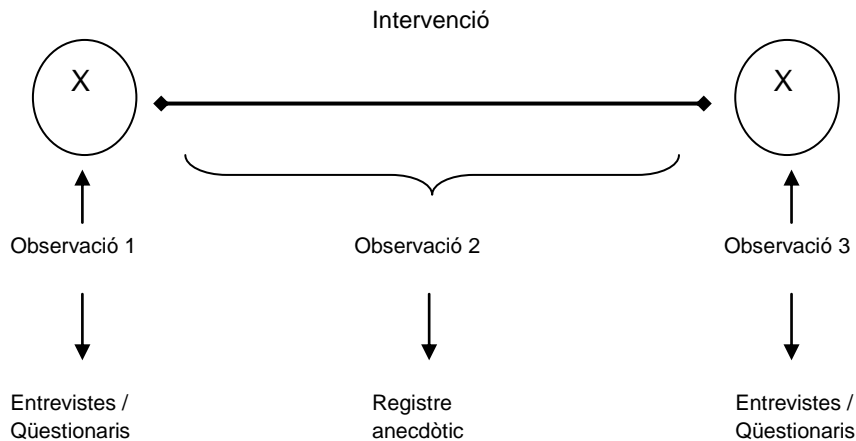 Intervenció
X
X
Observació 1
Observació 2
Observació 3
Entrevistes /
Qüestionaris
Registre
anecdòtic
Entrevistes /
Qüestionaris